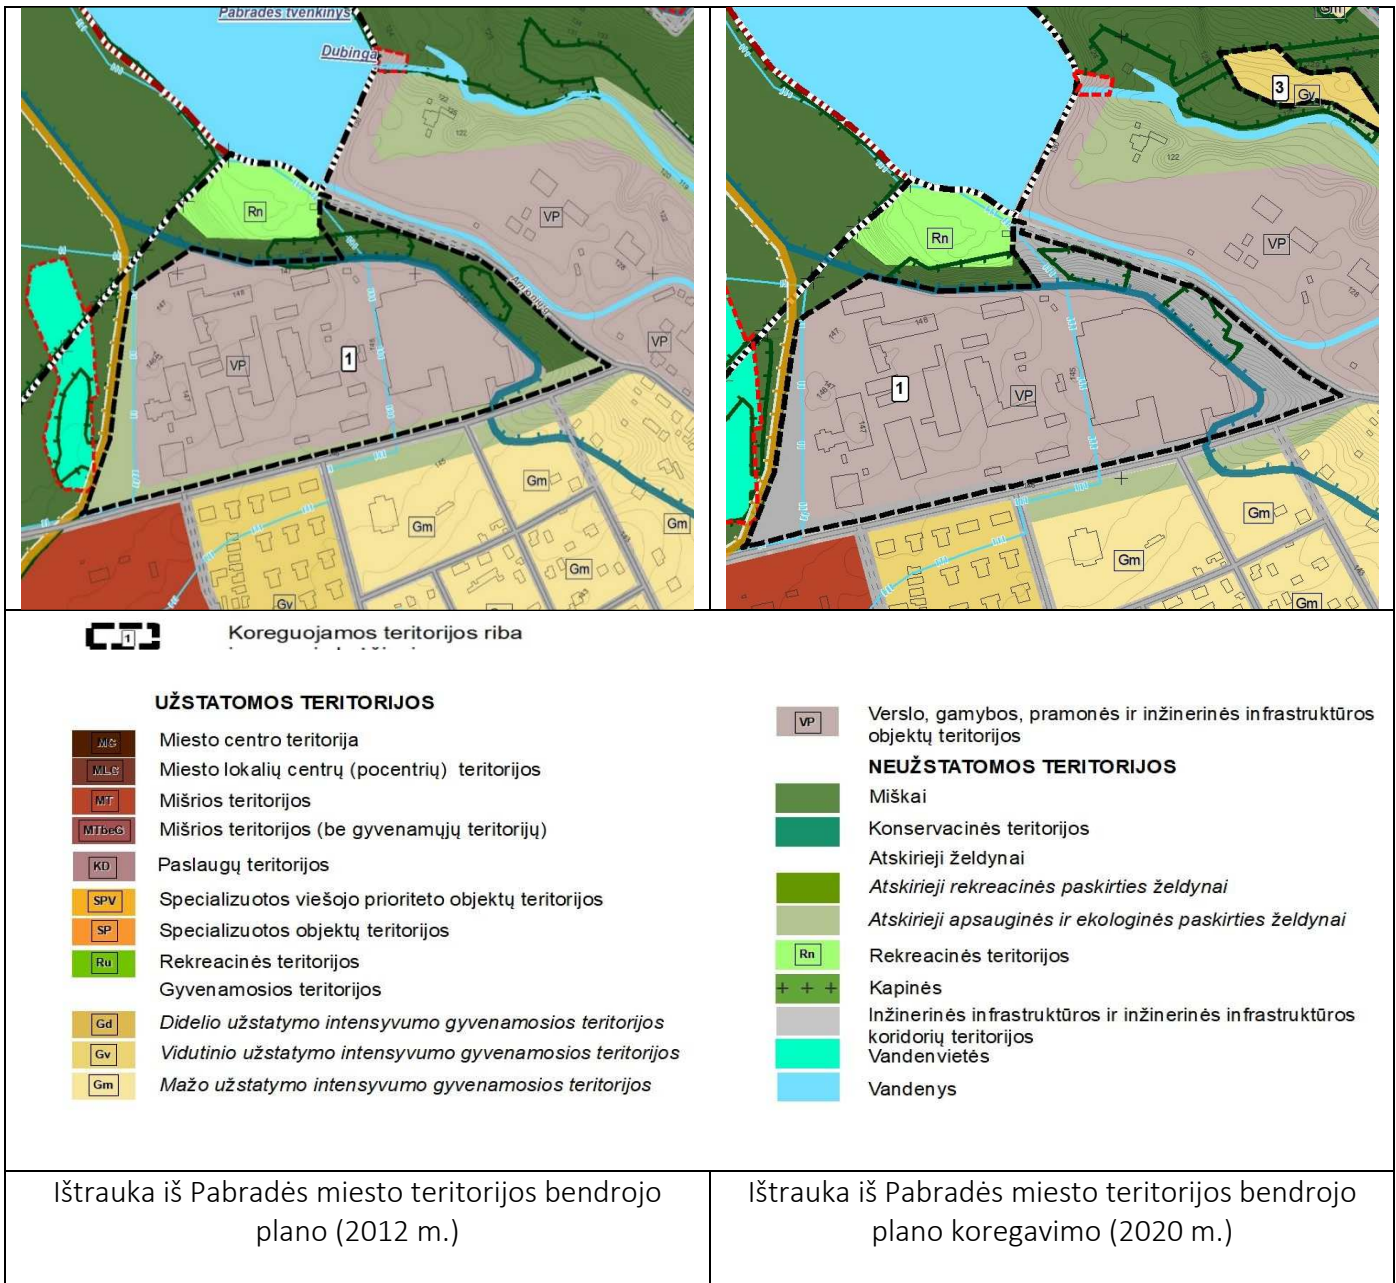 Pabradės tvenkinys
Dubinga
Rn
VP
VP
VP
1
Gm
Gm
Gm
Gm
Gv
3
Gv
Gm
Rn
VP
VP
1
Gm
Gm
Gm
1
Koreguojamos teritorijos riba
UŽSTATOMOS TERITORIJOS
MC Miesto centro teritorija
MLC Miesto lokalių centrų (pocentrių) teritorijos
MT Mišrios teritorijos
MTbeG Mišrios teritorijos (be gyvenamųjų teritorijų)
KD Paslaugų teritorijos
SPV Specializuotos viešojo prioriteto objektų teritorijos
SP Specializuotos objektų teritorijos
Ru Rekreacinės teritorijos
Gyvenamosios teritorijos
Gd Didelio užstatymo intensyvumo gyvenamosios teritorijos
Gv Vidutinio užstatymo intensyvumo gyvenamosios teritorijos
Gm Mažo užstatymo intensyvumo gyvenamosios teritorijos
VP Verslo, gamybos, pramonės ir inžinerinės infrastruktūros
objektų teritorijos
NEUŽSTATOMOS TERITORIJOS
Miškai
Konservacinės teritorijos
Atskirieji želdynai
Atskirieji rekreacinės paskirties želdynai
Atskirieji apsauginės ir ekologinės paskirties želdynai
Rn Rekreacinės teritorijos
Kapinės
Inžinerinės infrastruktūros ir inžinerinės infrastruktūros
koridorių teritorijos
Vandenvietės
Vandenys
Ištrauka iš Pabradės miesto teritorijos bendrojo
plano (2012 m.)
Ištrauka iš Pabradės miesto teritorijos bendrojo
plano koregavimo (2020 m.)